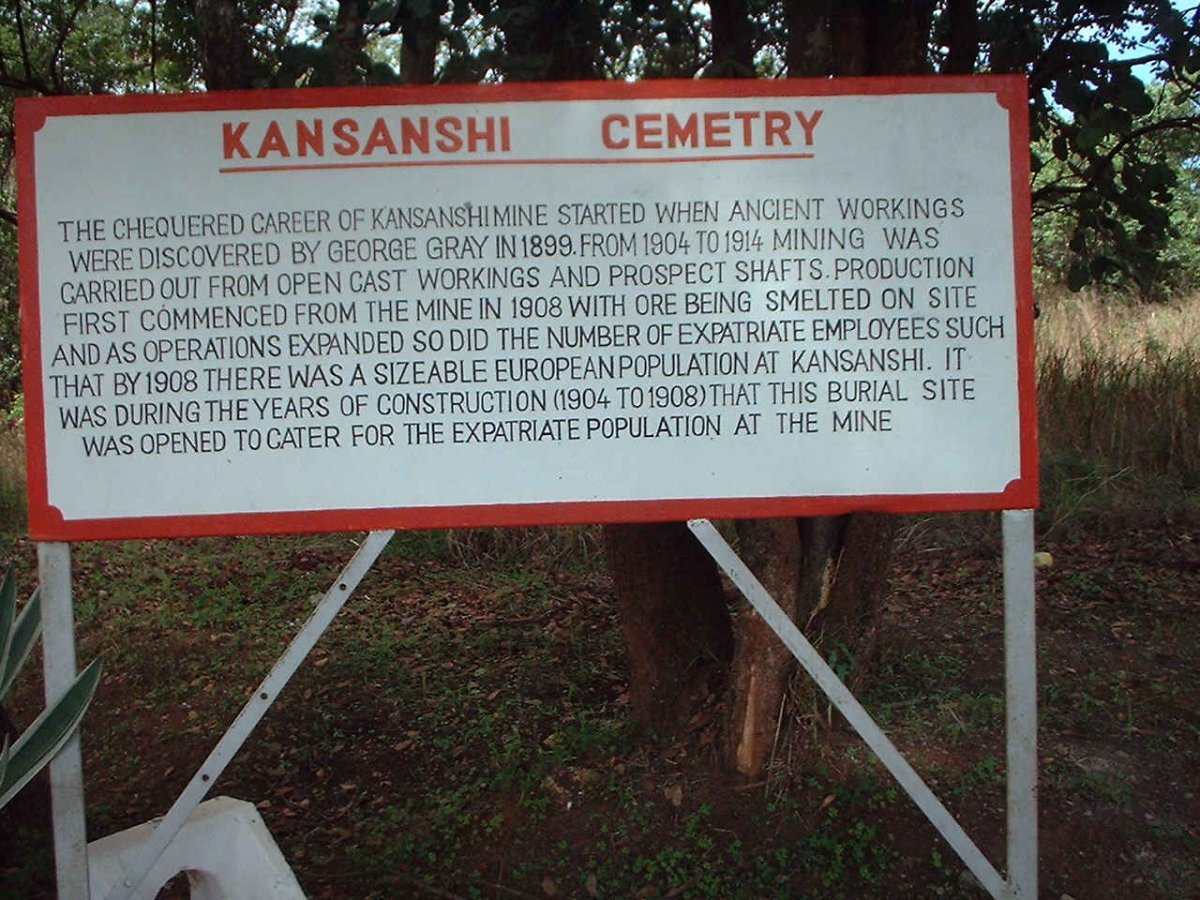 KANSANSHI CEMETRY
THE CHEQUERED CAREER OF KANSANSHI MINE STARTED WHEN ANCIENT WORKINGS
WERE DISCOVERED BY GEORGE GRAY IN 1899. FROM 1904 TO 1914 MINING WAS
CARRIED OUT FROM OPEN CAST WORKINGS AND PROSPECT SHAFTS. PRODUCTION
FIRST COMMENCED FROM THE MINE IN 1908 WITH ORE BEING SMELTED ON SITE
AND AS OPERATIONS EXPANDED SO DID THE NUMBER OF EXPATRIATE EMPLOYEES SUCH
THAT BY 1908 THERE WAS A SIZEABLE EUROPEAN POPULATION AT KANSANSHI. IT
WAS DURING THE YEARS OF CONSTRUCTION (1904 TO 1908) THAT THIS BURIAL SITE
WAS OPENED TO CATER FOR THE EXPATRIATE POPULATION AT THE MINE